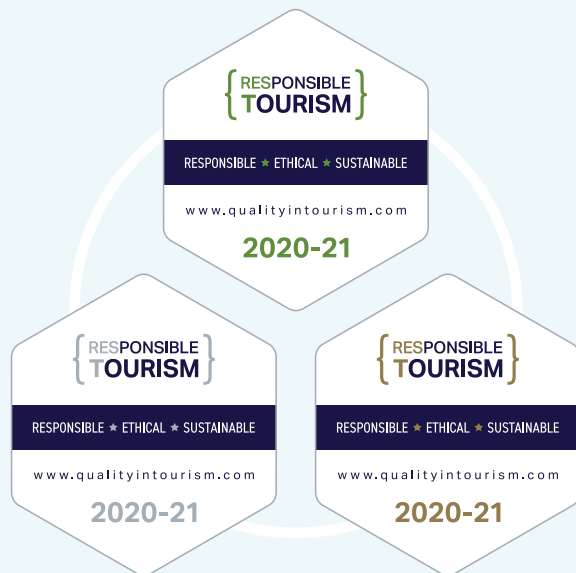 {RESPONSIBLE
TOURISM}
RESPONSIBLE ★ ETHICAL ★ SUSTAINABLE
www.qualityintourism.com
2020-21
{RESPONSIBLE
TOURISM}
RESPONSIBLE ★ ETHICAL ★ SUSTAINABLE
www.qualityintourism.com
2020-21
{RESPONSIBLE
TOURISM}
RESPONSIBLE ★ ETHICAL ★ SUSTAINABLE
www.qualityintourism.com
2020-21